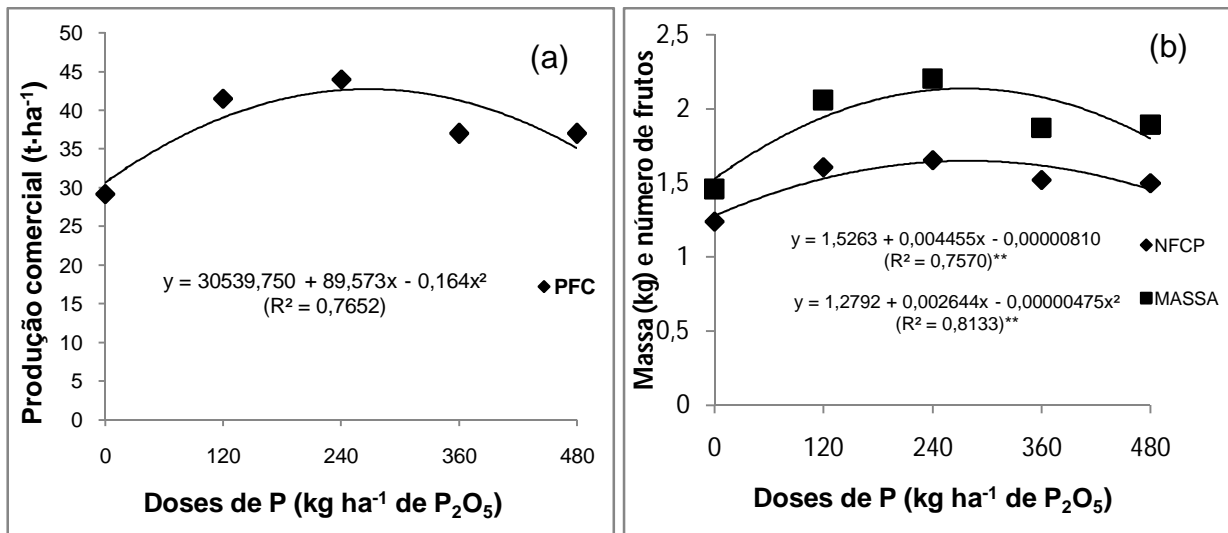 (a)
Produção comercial (t·ha⁻¹)
50
45
40
35
30
25
20
15
10
5
0
y = 30539,750 + 89,573x - 0,164x²
(R² = 0,7652)
PFC
0 120 240 360 480
Doses de P (kg ha⁻¹ de P₂O₅)
(b)
Massa (kg) e número de frutos
2,5
2
1,5
1
0,5
0
y = 1,5263 + 0,004455x - 0,00000810
(R² = 0,7570)**
NFCP
y = 1,2792 + 0,002644x - 0,00000475x²
(R² = 0,8133)**
MASSA
0 120 240 360 480
Doses de P (kg ha⁻¹ de P₂O₅)